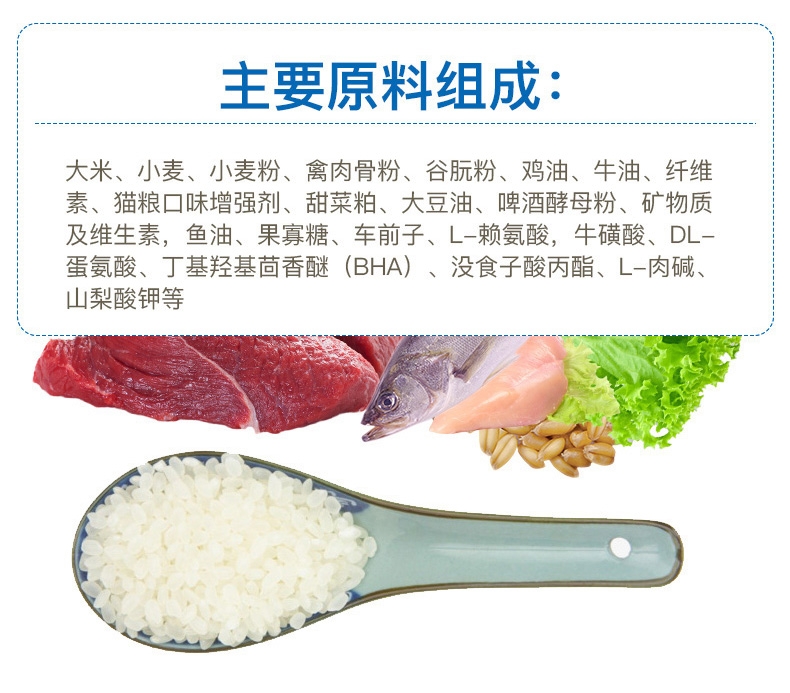 主要原料组成：
大米、小麦、小麦粉、禽肉骨粉、谷朊粉、鸡油、牛油、纤维
素、猫粮口味增强剂、甜菜粕、大豆油、啤酒酵母粉、矿物质
及维生素，鱼油、果寡糖、车前子、L-赖氨酸，牛磺酸、DL-
蛋氨酸、丁基羟基茴香醚（BHA）、没食子酸丙酯、L-肉碱、
山梨酸钾等